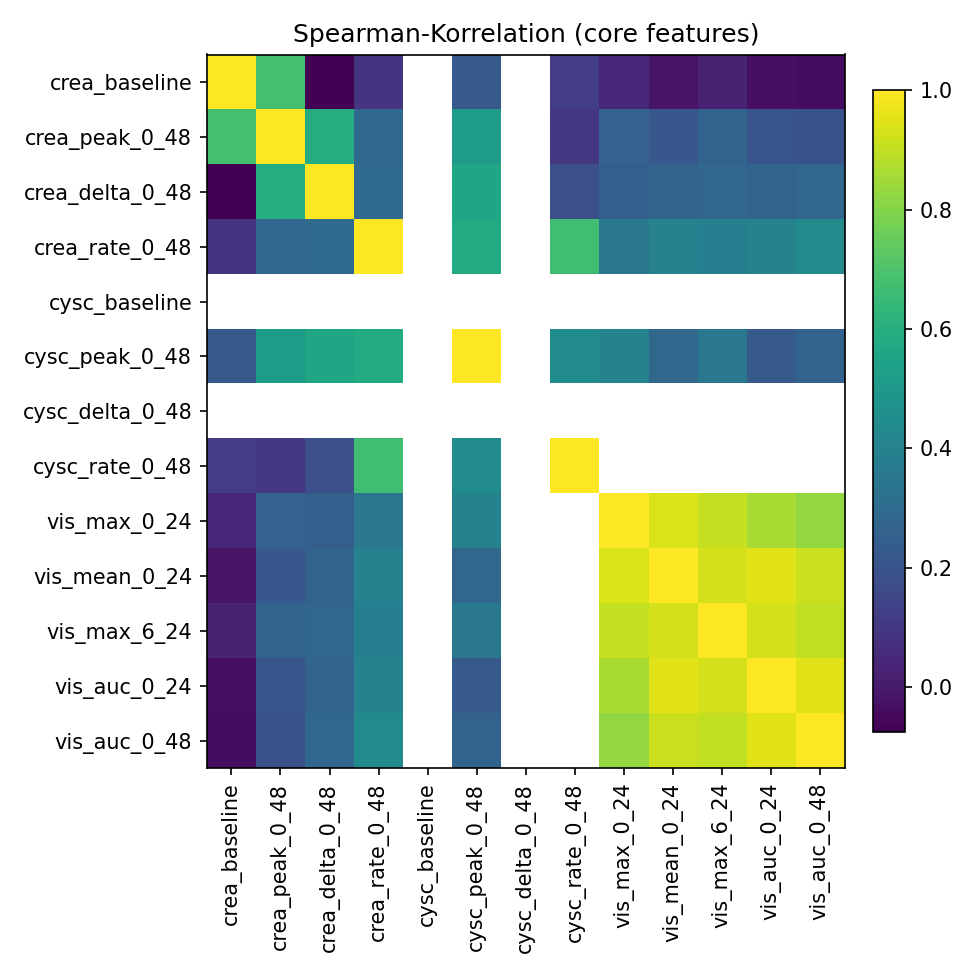 Spearman-Korrelation (core features)
crea_baseline
crea_peak_0_48
crea_delta_0_48
crea_rate_0_48
cysc_baseline
cysc_peak_0_48
cysc_delta_0_48
cysc_rate_0_48
vis_max_0_24
vis_mean_0_24
vis_max_6_24
vis_auc_0_24
vis_auc_0_48
crea_baseline
crea_peak_0_48
crea_delta_0_48
crea_rate_0_48
cysc_baseline
cysc_peak_0_48
cysc_delta_0_48
cysc_rate_0_48
vis_max_0_24
vis_mean_0_24
vis_max_6_24
vis_auc_0_24
vis_auc_0_48
1.0
0.8
0.6
0.4
0.2
0.0